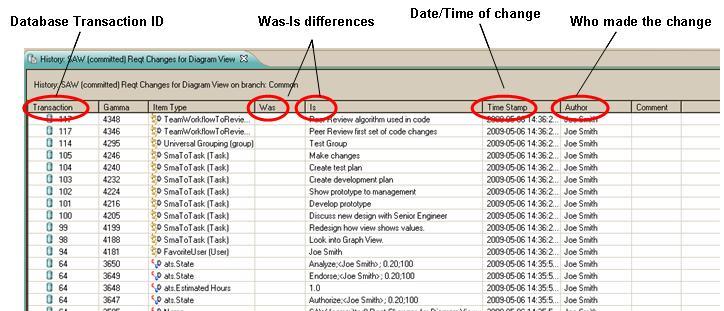 Database Transaction ID
Was-Is differences
Date/Time of change
Who made the change
History: SAW (committed) Reqt Changes for Diagram View
History: SAW (committed) Reqt Changes for Diagram View on branch: Common
Transaction Gamma Item Type Was Is Time Stamp Author Comment
117 4348 TeamWorkflowToRevie... Peer Review algorithm used in code 2009-05-06 14:36:2... Joe Smith
117 4346 TeamWorkflowToRevie... Peer Review first set of code changes 2009-05-06 14:36:2... Joe Smith
114 4295 Universal Grouping (group) Test Group 2009-05-06 14:36:2... Joe Smith
105 4246 SmaToTask (Task) Make changes 2009-05-06 14:36:2... Joe Smith
104 4240 SmaToTask (Task) Create test plan 2009-05-06 14:36:2... Joe Smith
103 4232 SmaToTask (Task) Create development plan 2009-05-06 14:36:2... Joe Smith
102 4224 SmaToTask (Task) Show prototype to management 2009-05-06 14:36:2... Joe Smith
101 4216 SmaToTask (Task) Develop prototype 2009-05-06 14:36:2... Joe Smith
100 4205 SmaToTask (Task) Discuss new design with Senior Engineer 2009-05-06 14:36:2... Joe Smith
99 4199 SmaToTask (Task) Redesign how view shows values. 2009-05-06 14:36:2... Joe Smith
98 4188 SmaToTask (Task) Look into Graph View. 2009-05-06 14:36:2... Joe Smith
94 4181 FavoriteUser (User) Joe Smith 2009-05-06 14:36:2... Joe Smith
64 3650 ats.State Analyze;<Joe Smith>; 0.20;100 2009-05-06 14:35:5... Joe Smith
64 3649 ats.State Endorse;<Joe Smith>; 0.20;100 2009-05-06 14:35:5... Joe Smith
64 3648 ats.Estimated Hours 1.0 2009-05-06 14:35:5... Joe Smith
64 3647 ats.State Authorize;<Joe Smith>; 0.20;100 2009-05-06 14:35:5... Joe Smith